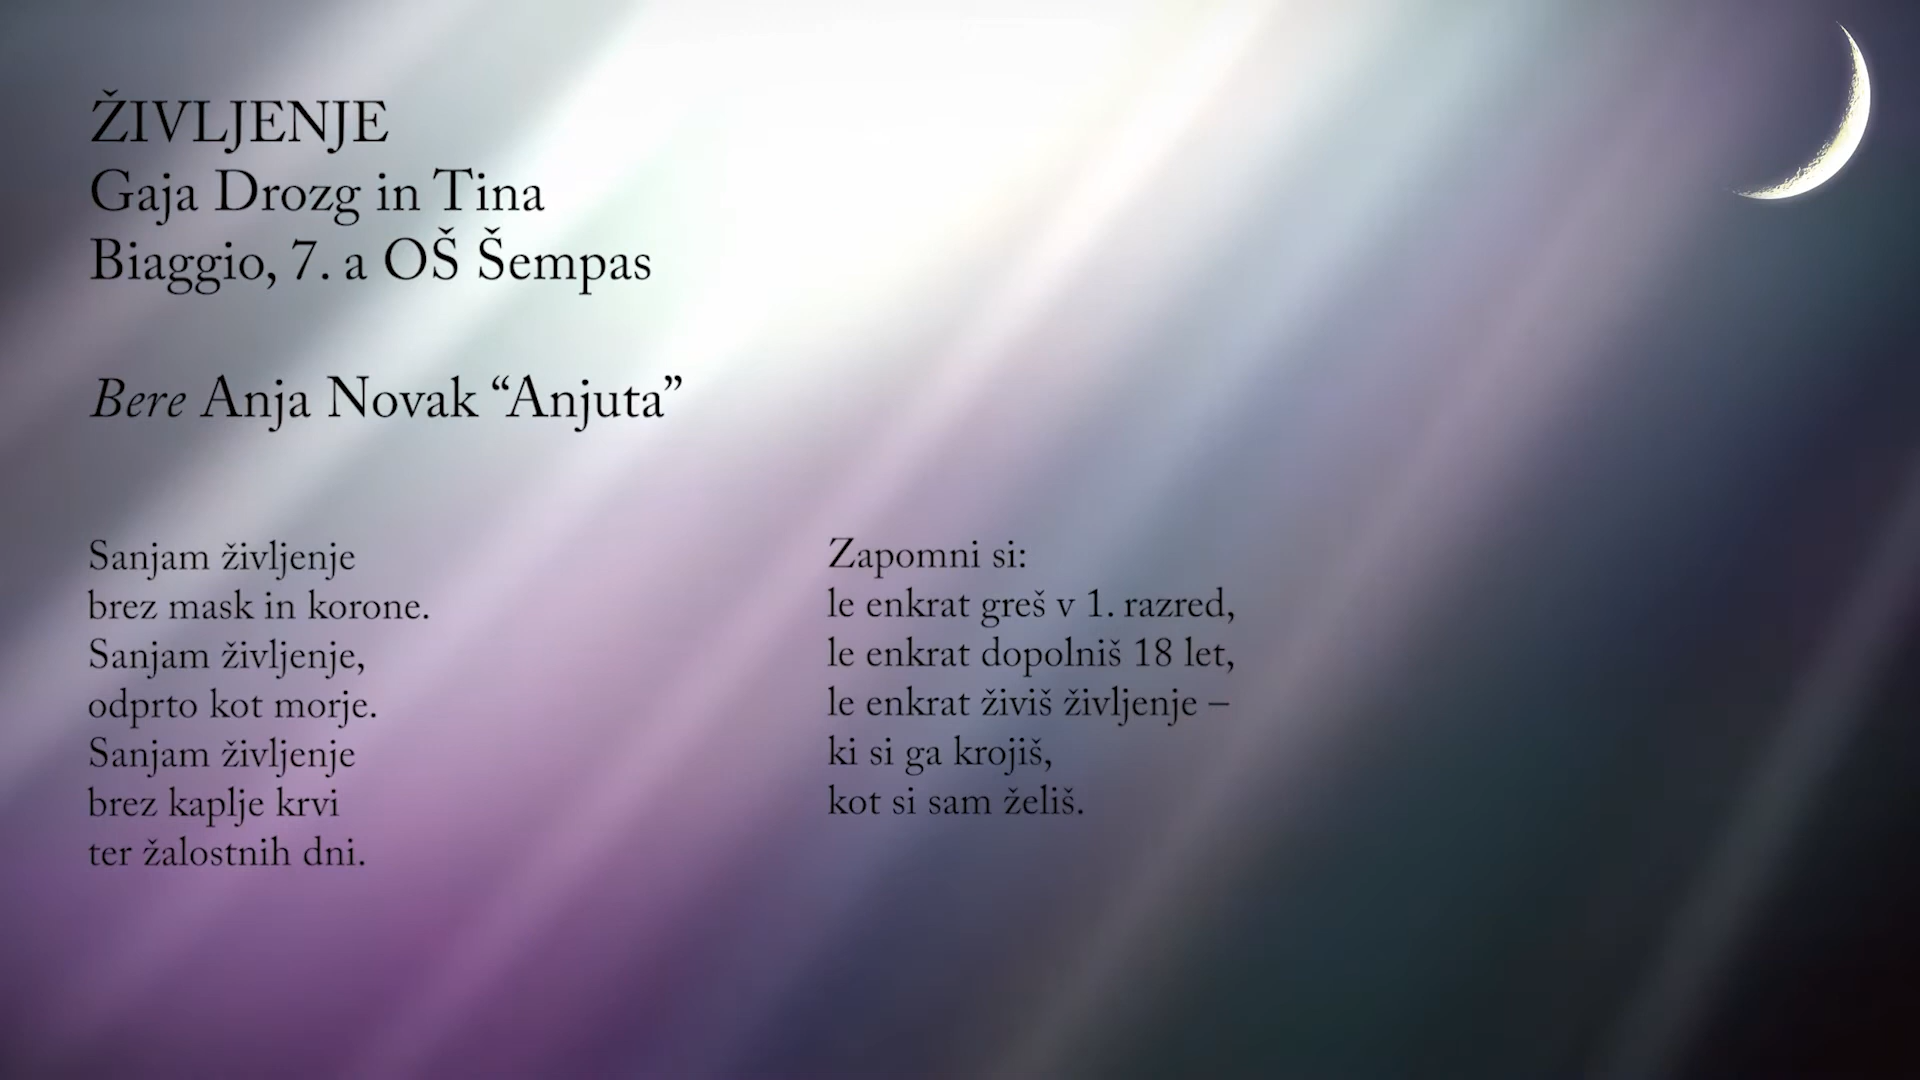 ŽIVLJENJE
Gaja Drozg in Tina
Biaggio, 7. a OŠ Šempas
Bere Anja Novak “Anjuta”
Sanjam življenje
brez mask in korone.
Sanjam življenje,
odprto kot morje.
Sanjam življenje
brez kaplje krvi
ter žalostnih dni.
Zapomni si:
le enkrat greš v 1. razred,
le enkrat dopolniš 18 let,
le enkrat živiš življenje –
ki si ga krojiš,
kot si sam želiš.